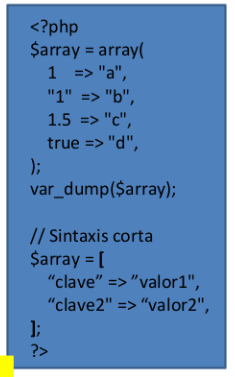 <?php
$array = array(
1 => "a",
"1" => "b",
1.5 => "c",
true => "d",
);
var_dump($array);
// Sintaxis corta
$array = [
“clave” => "valor1",
“clave2" => “valor2",
];
?>